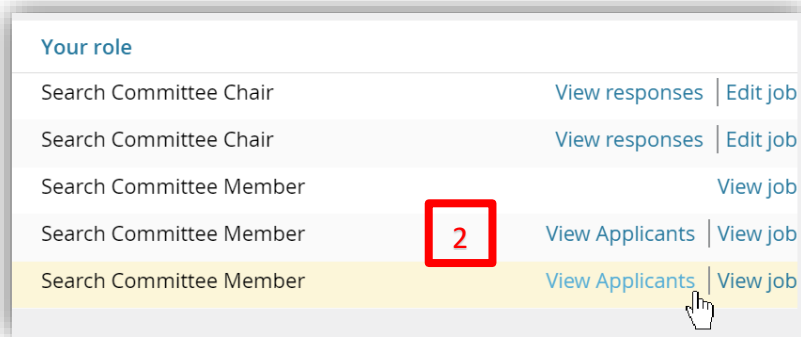 Your role
Search Committee Chair View responses | Edit job
Search Committee Chair View responses | Edit job
Search Committee Member View job
Search Committee Member 2 View Applicants | View job
Search Committee Member View Applicants | View job